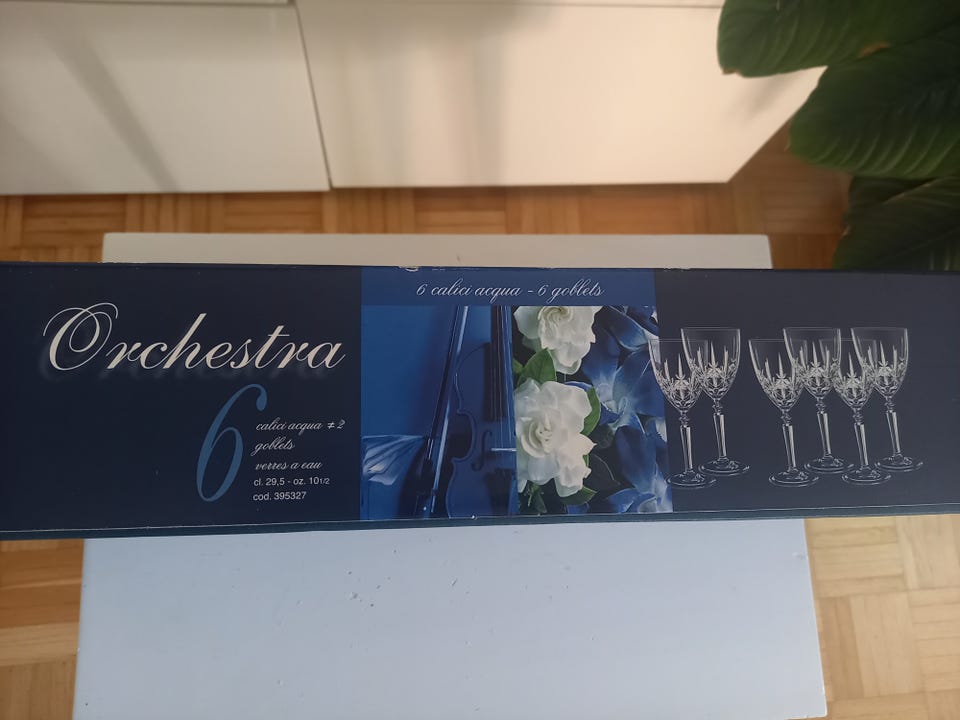 Orchestra
6
calici acqua ≠ 2
goblets
verres a eau
cl. 29,5 - oz. 10 1/2
cod. 395327
6 calici acqua - 6 goblets